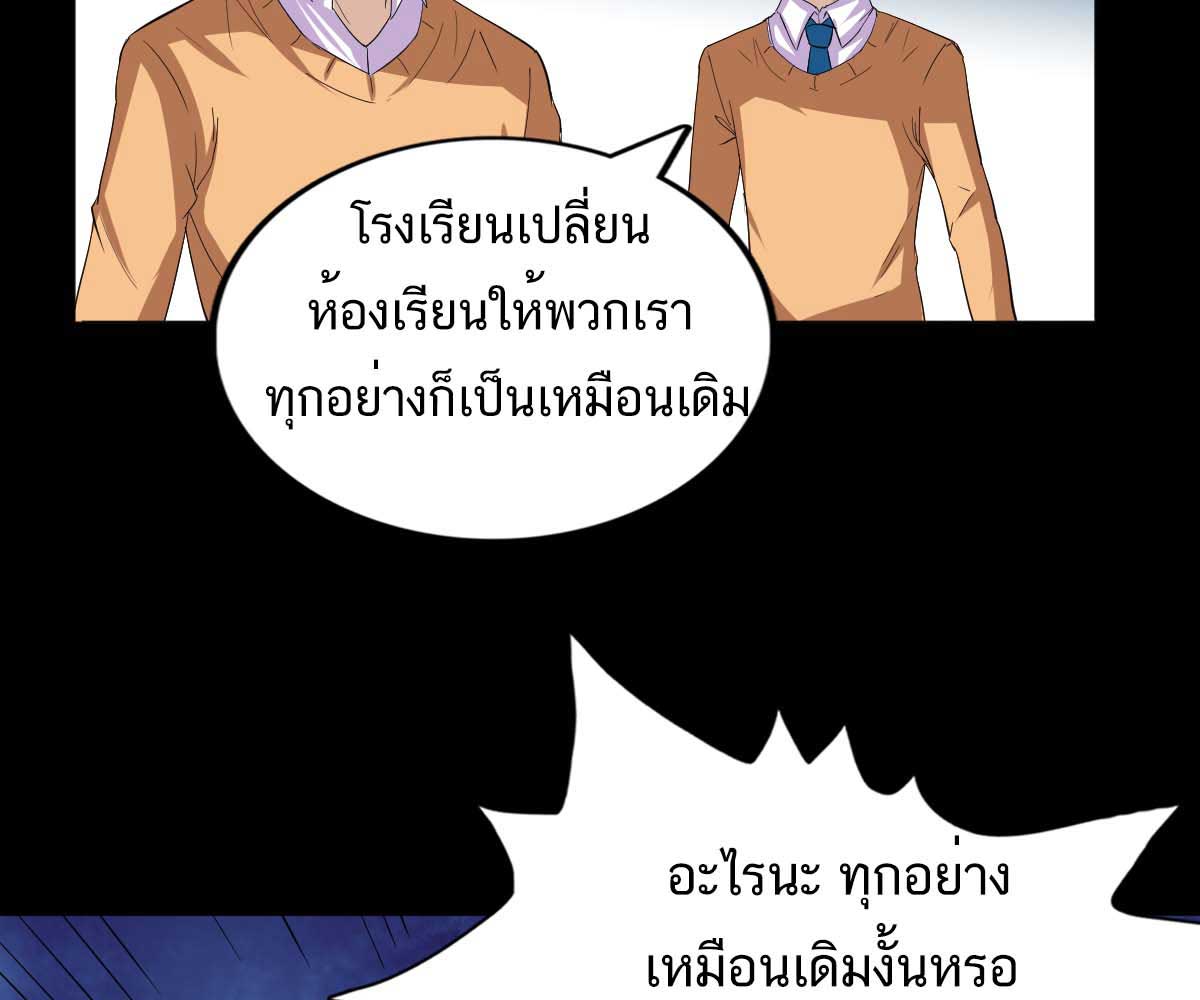 โรงเรียนเปลี่ยน
ห้องเรียนให้พวกเรา
ทุกอย่างก็เป็นเหมือนเดิม
อะไรนะ ทุกอย่าง
เหมือนเดิมงั้นหรอ